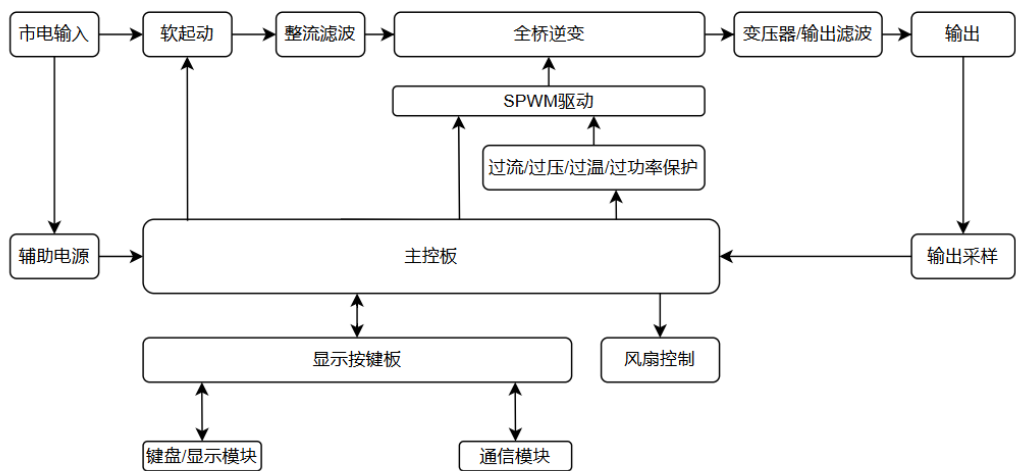 市电输入
软起动
整流滤波
全桥逆变
变压器/输出滤波
输出
SPWM驱动
过流/过压/过温/过功率保护
辅助电源
主控板
输出采样
显示按键板
风扇控制
键盘/显示模块
通信模块